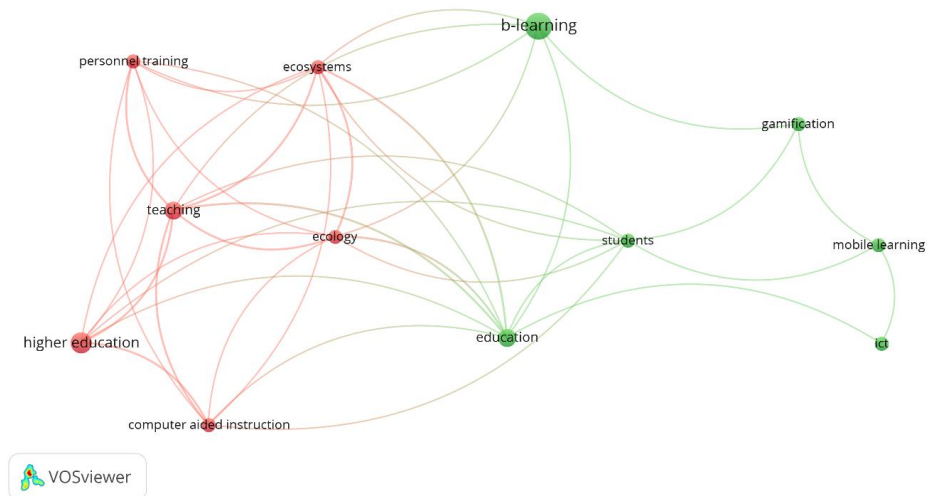 b-learning
personnel training
ecosystems
gamification
teaching
ecology
students
mobile learning
higher education
education
ict
computer aided instruction
VOSviewer